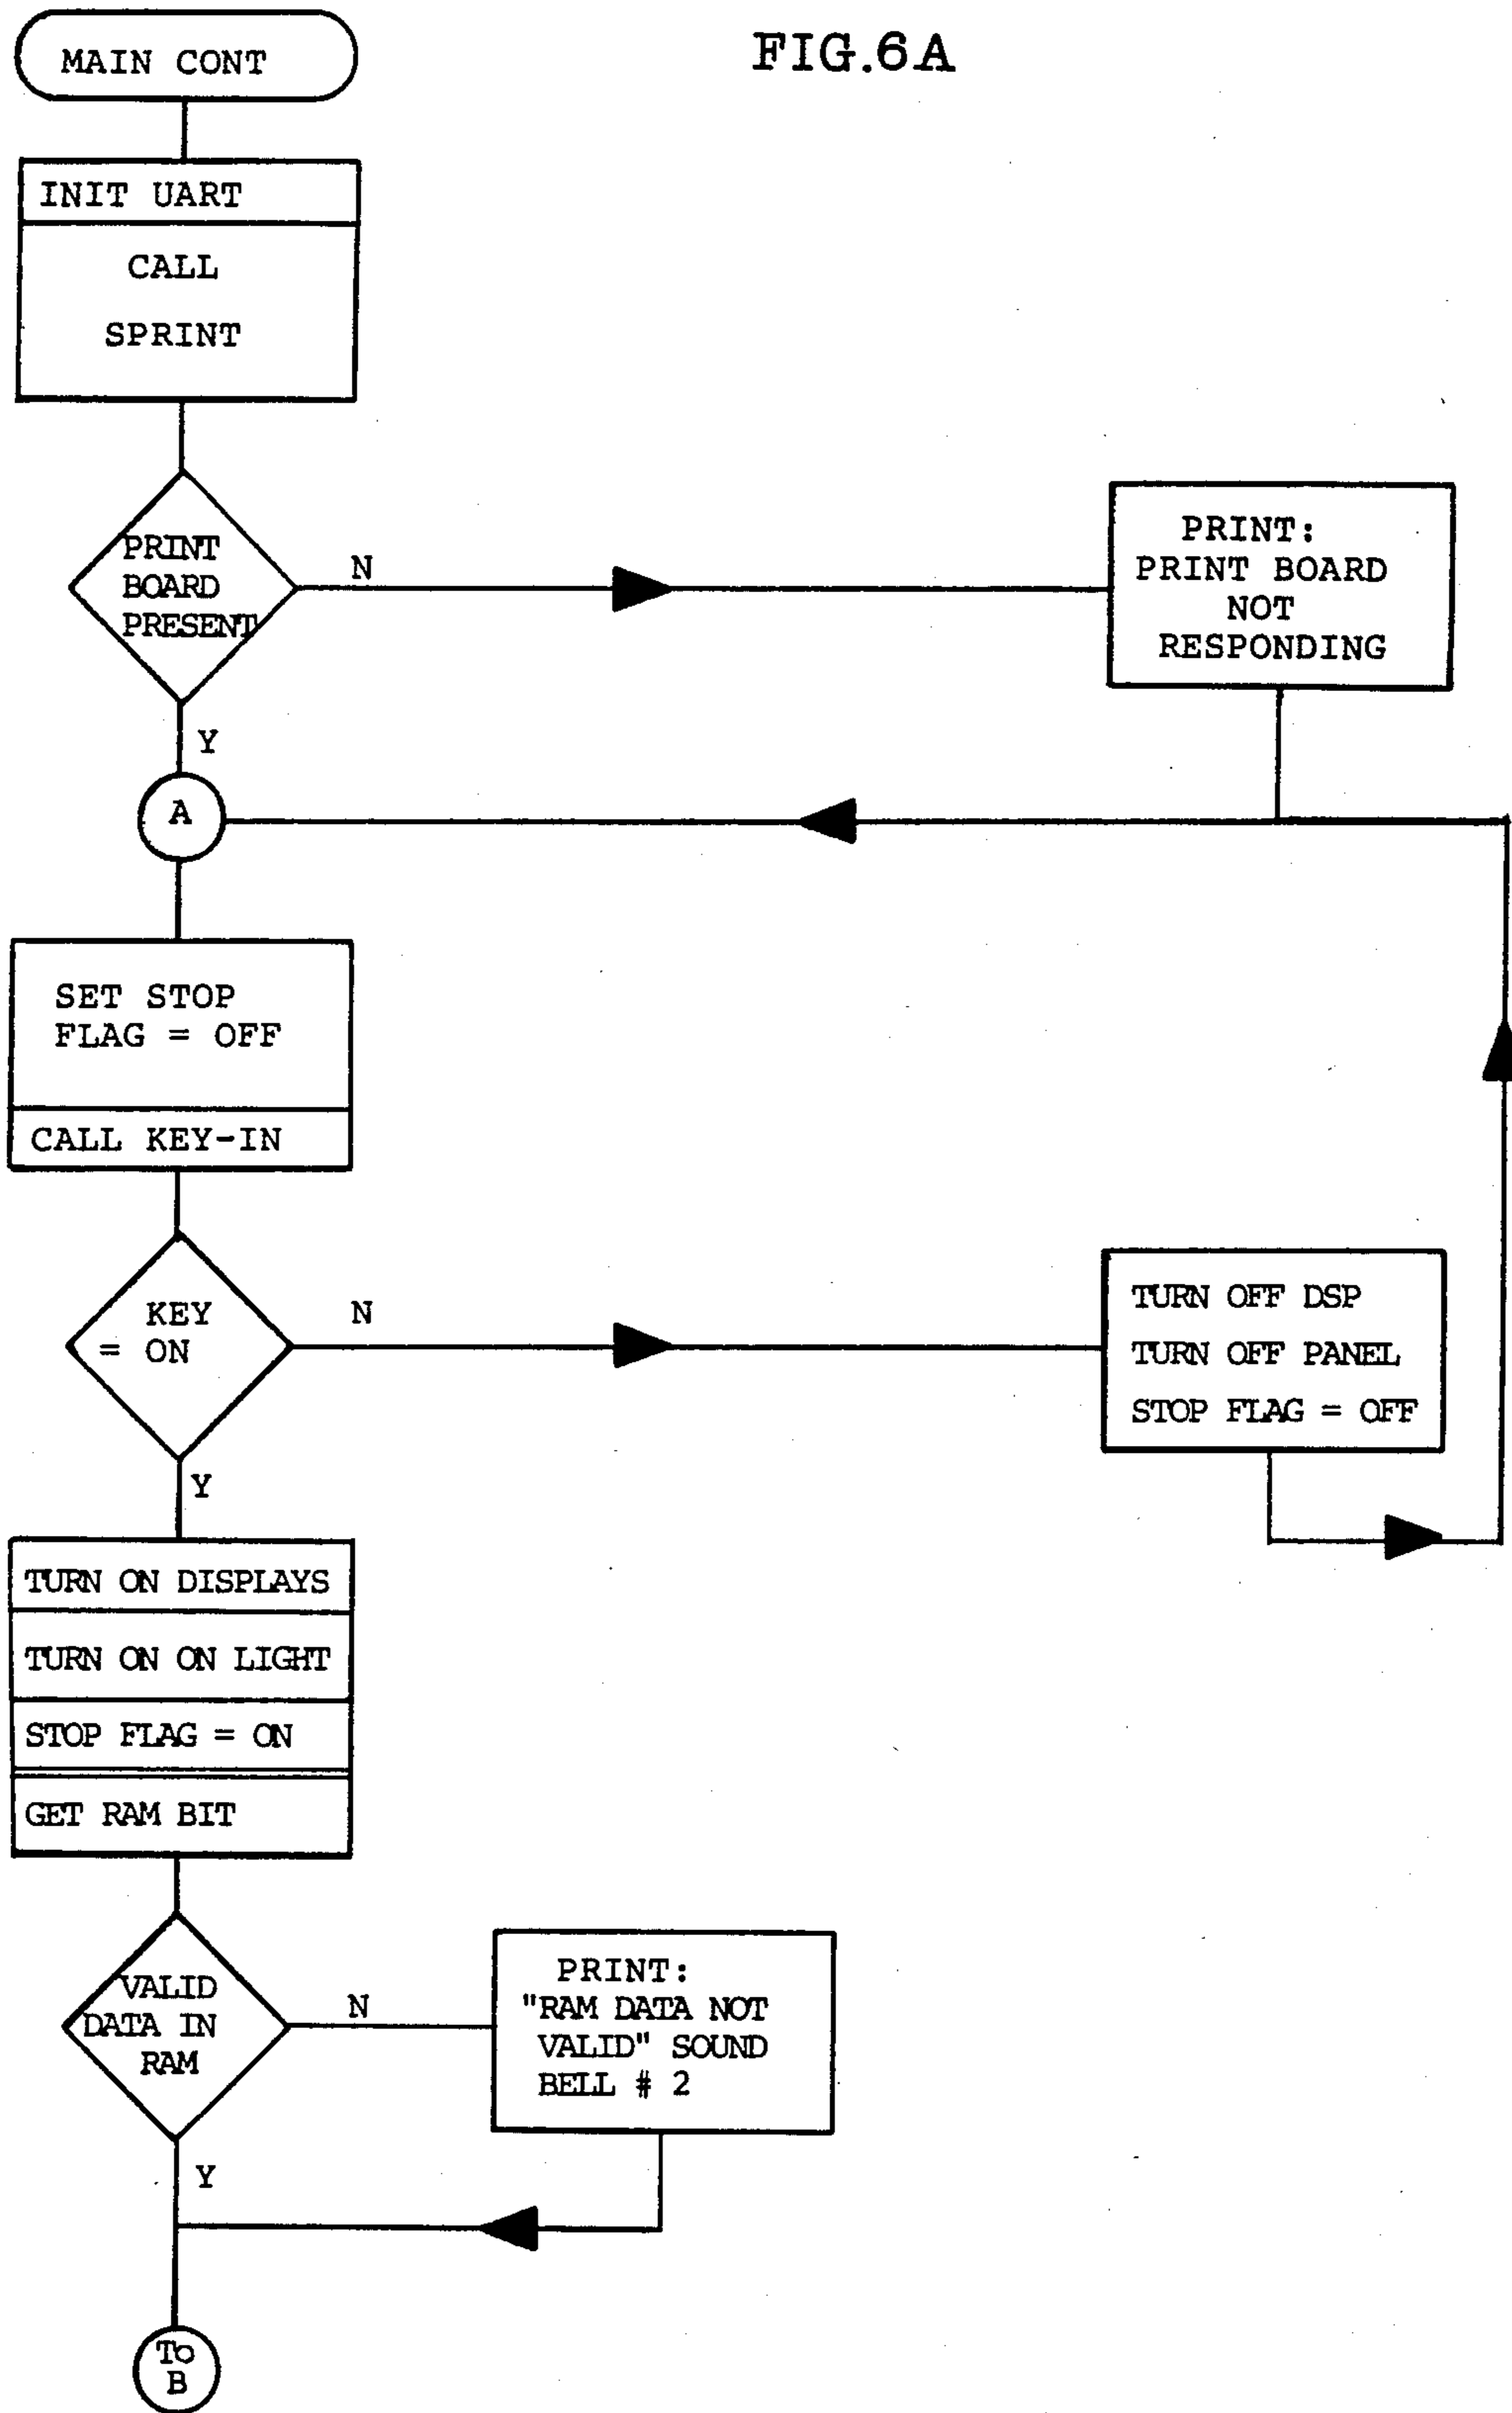 FIG.6A
MAIN CONT
INIT UART
CALL
SPRINT
PRINT
BOARD
PRESENT
N
PRINT:
PRINT BOARD
NOT
RESPONDING
Y
A
SET STOP
FLAG = OFF
CALL KEY-IN
KEY
= ON
N
TURN OFF DSP
TURN OFF PANEL
STOP FLAG = OFF
Y
TURN ON DISPLAYS
TURN ON ON LIGHT
STOP FLAG = ON
GET RAM BIT
VALID
DATA IN
RAM
N
PRINT:
"RAM DATA NOT
VALID" SOUND
BELL # 2
Y
To
B